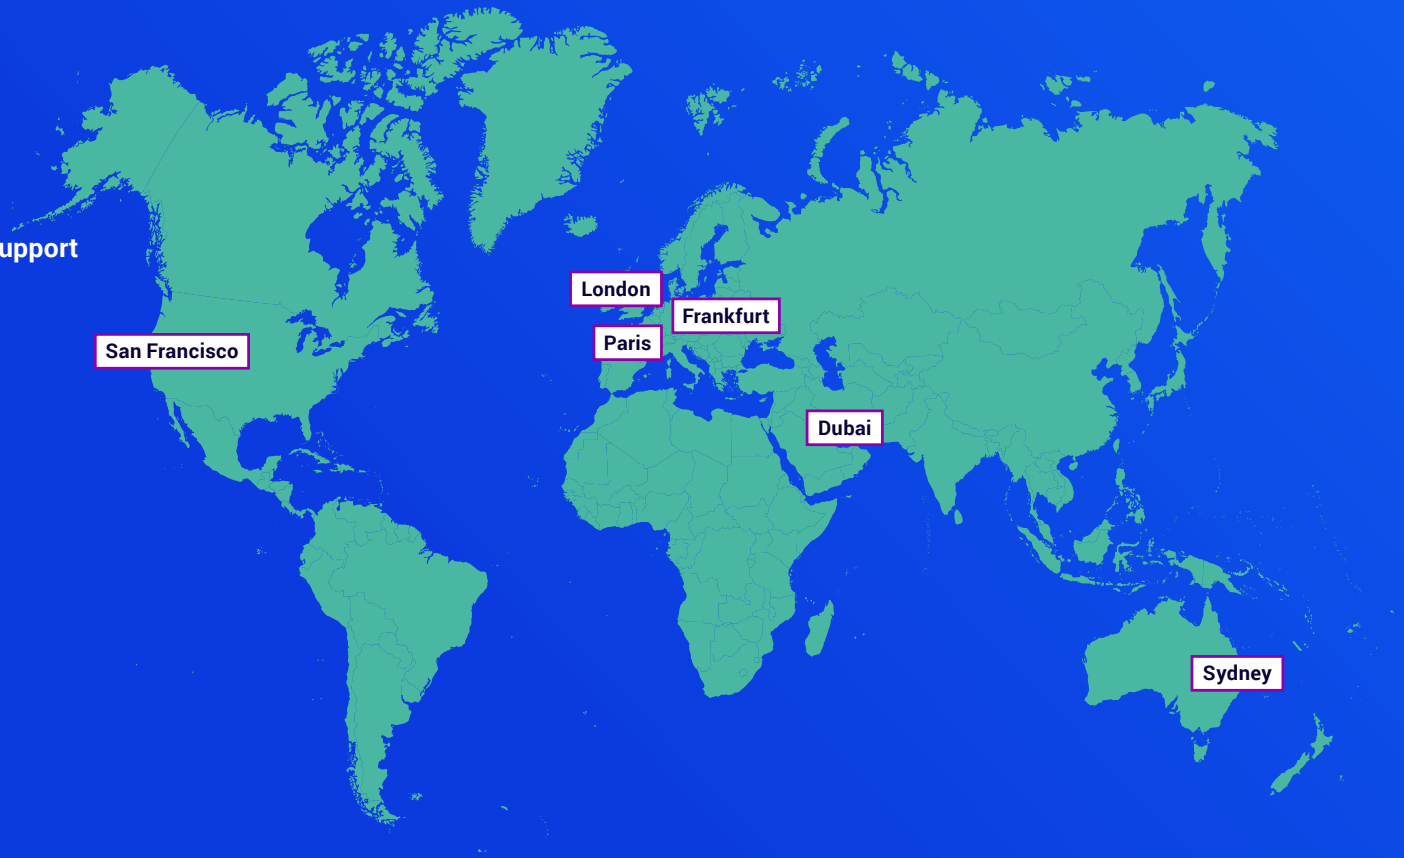 upport
London
Frankfurt
Paris
San Francisco
Dubai
Sydney